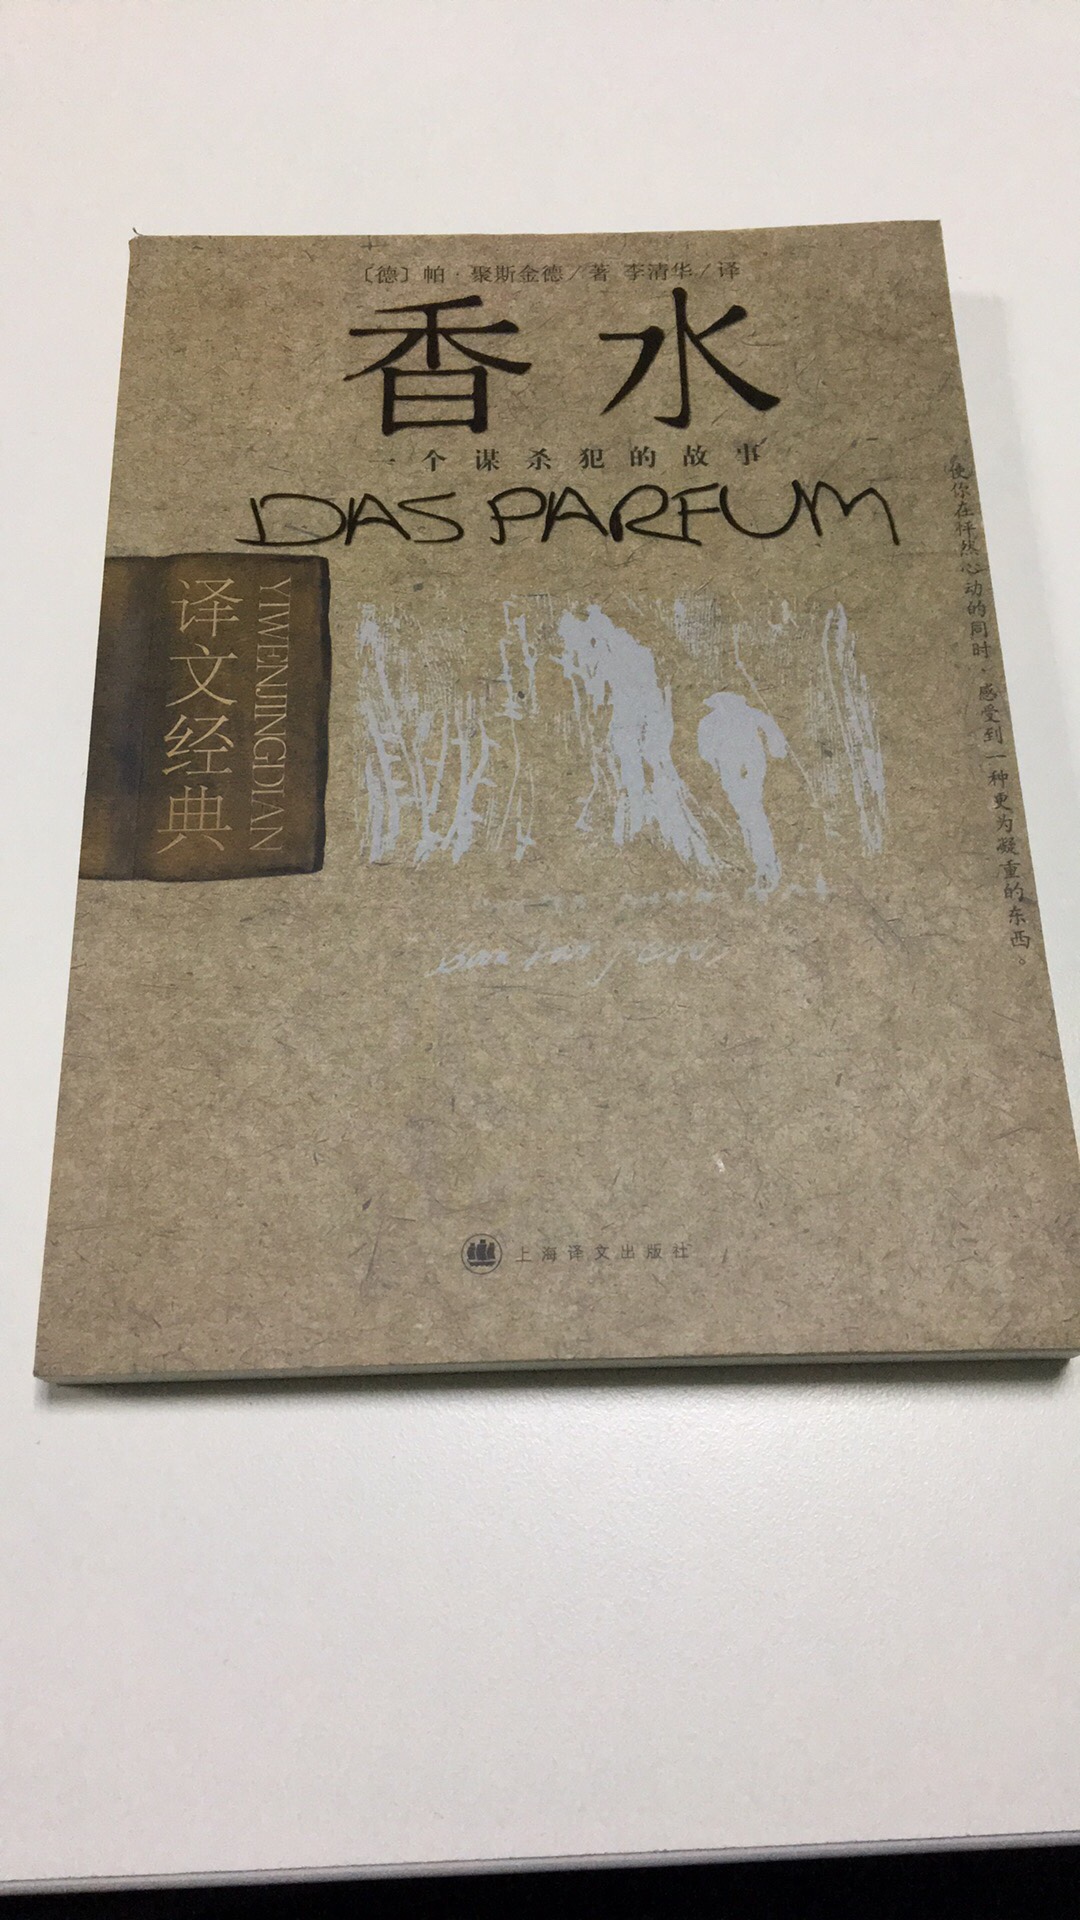 〔德〕帕·聚斯金德/著 李清华/译
香水
一个谋杀犯的故事
DAS PARFUM
译文经典
YIWENJINGDIAN
使你在怦然心动的同时,感受到一种更为凝重的东西。
上海译文出版社